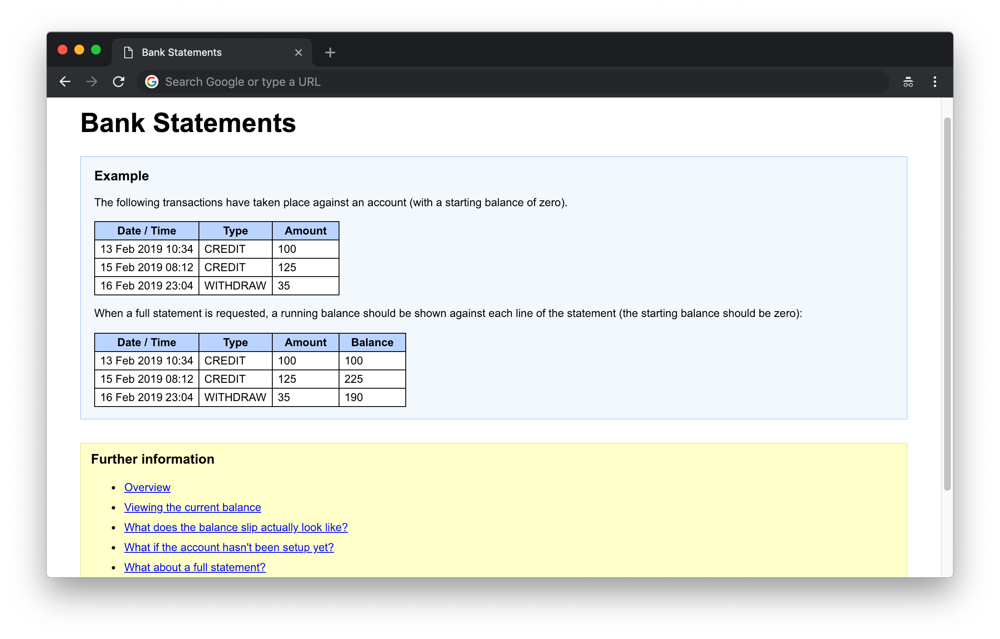 Bank Statements
Search Google or type a URL
Bank Statements
Example
The following transactions have taken place against an account (with a starting balance of zero).
Date / Time Type Amount
13 Feb 2019 10:34 CREDIT 100
15 Feb 2019 08:12 CREDIT 125
16 Feb 2019 23:04 WITHDRAW 35
When a full statement is requested, a running balance should be shown against each line of the statement (the starting balance should be zero):
Date / Time Type Amount Balance
13 Feb 2019 10:34 CREDIT 100 100
15 Feb 2019 08:12 CREDIT 125 225
16 Feb 2019 23:04 WITHDRAW 35 190
Further information
Overview
Viewing the current balance
What does the balance slip actually look like?
What if the account hasn't been setup yet?
What about a full statement?